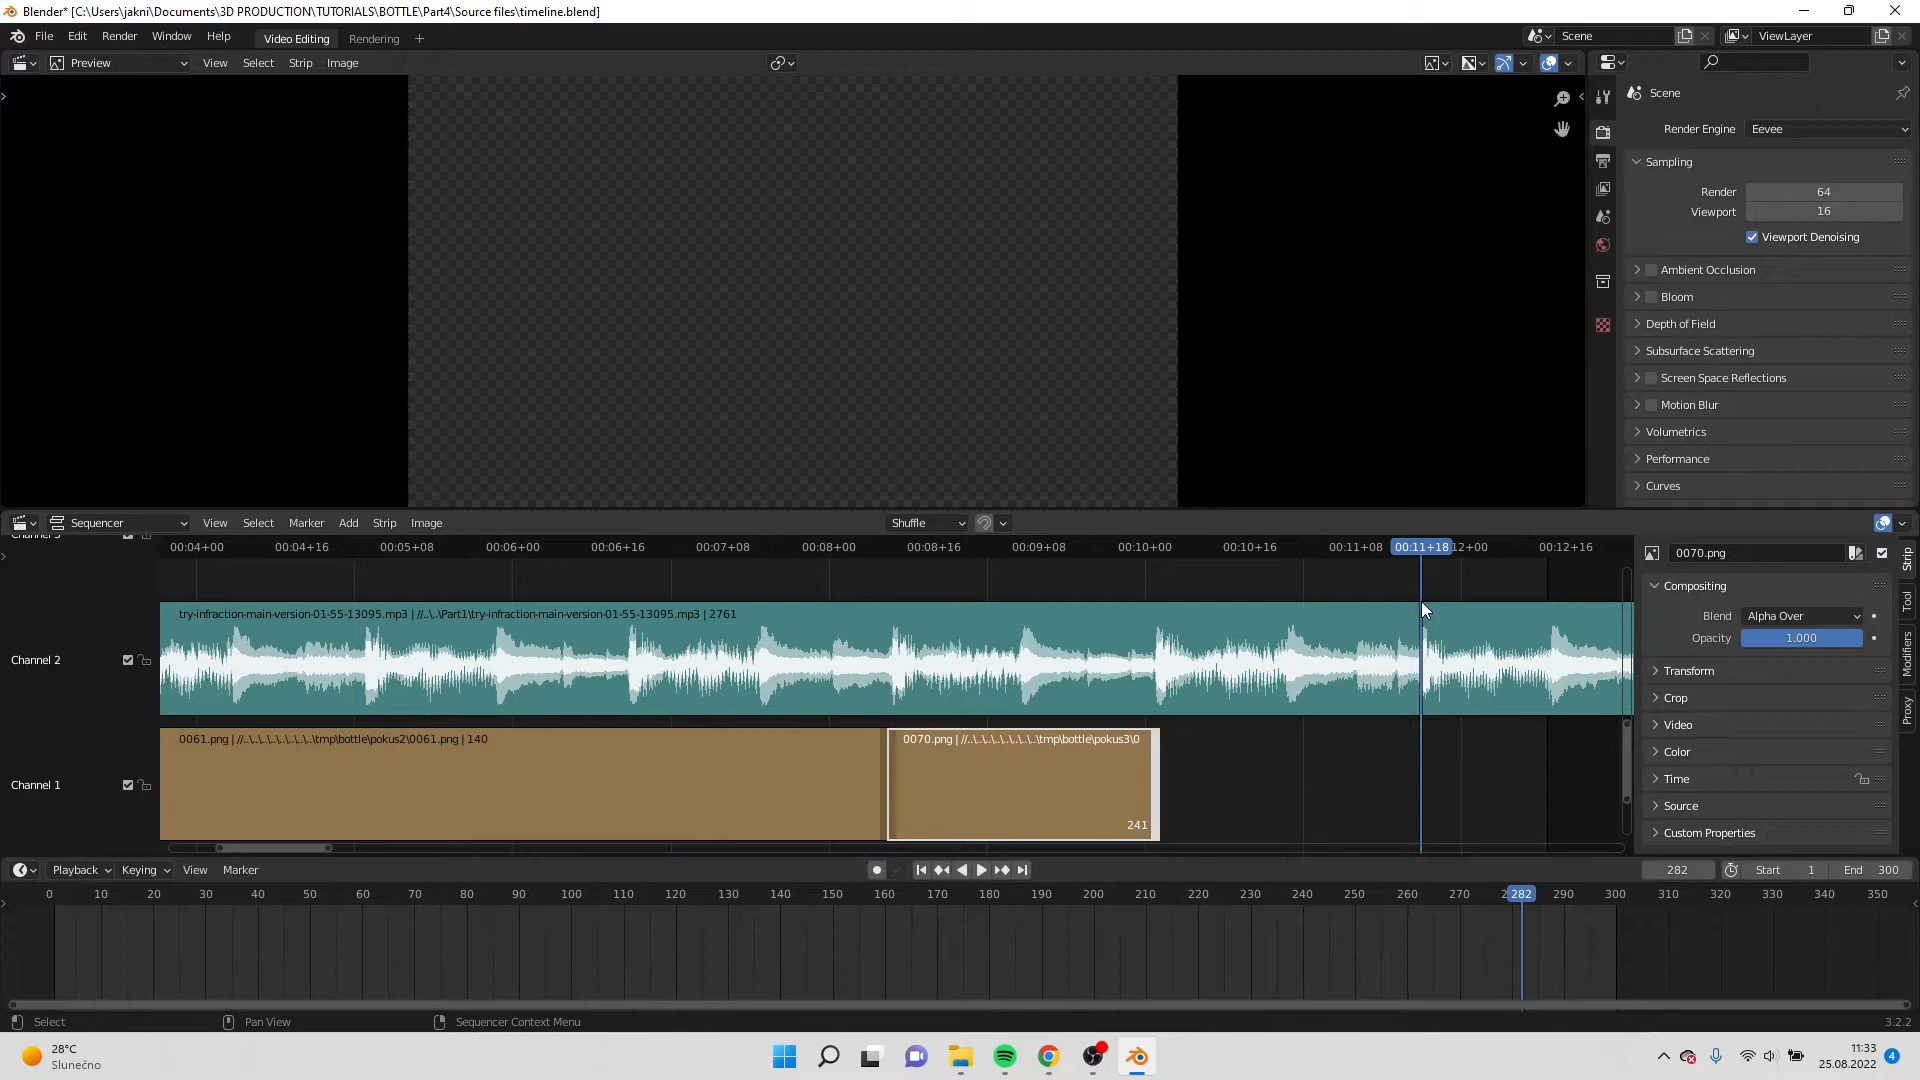 Blender* [C:\Users\jakni\Documents\3D PRODUCTION\TUTORIALS\BOTTLE\Part4\Source files\timeline.blend]
File Edit Render Window Help Video Editing Rendering + Scene ViewLayer
Preview View Select Strip Image
Scene
Render Engine Eevee
Sampling
Render 64
Viewport 16
Viewport Denoising
Ambient Occlusion
Bloom
Depth of Field
Subsurface Scattering
Screen Space Reflections
Motion Blur
Volumetrics
Performance
Curves
Sequencer View Select Marker Add Strip Image Shuffle
00:04+00 00:04+16 00:05+08 00:06+00 00:06+16 00:07+08 00:08+00 00:08+16 00:09+08 00:10+00 00:10+16 00:11+08 00:11+18 12+00 00:12+16
0070.png
Compositing
Blend Alpha Over
Opacity 1.000
Transform
Crop
Video
Color
Time
Source
Custom Properties
Strip
Tool
Modifiers
Proxy
try-infraction-main-version-01-55-13095.mp3 | //..\..\Part1\try-infraction-main-version-01-55-13095.mp3 | 2761
Channel 2
0061.png | //..\..\..\..\..\..\..\..\tmp\bottle\pokus2\0061.png | 140
0070.png | //..\..\..\..\..\..\..\..\tmp\bottle\pokus3\0
Channel 1
241
Playback Keying View Marker 282 Start 1 End 300
0 10 20 30 40 50 60 70 80 90 100 110 120 130 140 150 160 170 180 190 200 210 220 230 240 250 260 270 282 290 300 310 320 330 340 350
Select Pan View Sequencer Context Menu 3.2.2
28°C
Slunečno
11:33
25.08.2022
4